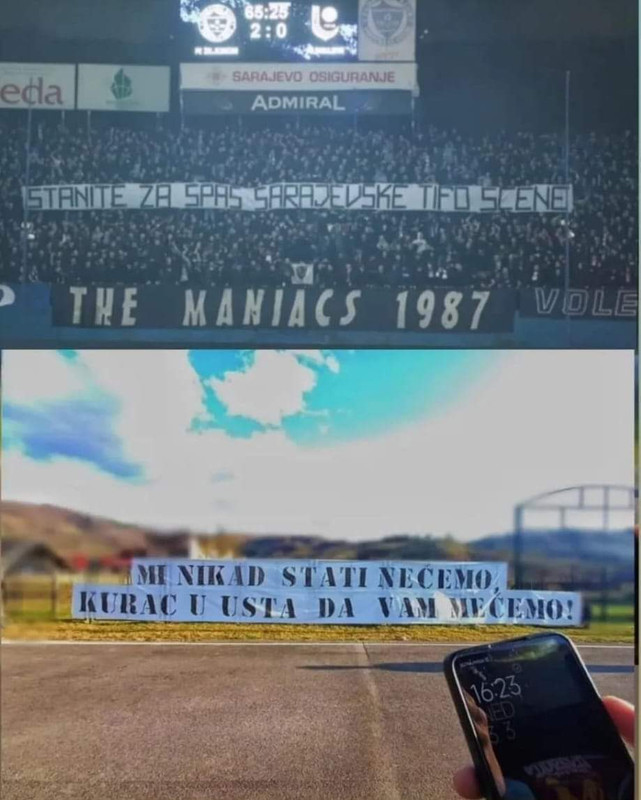 65:25
2:0
eda
SARAJEVO OSIGURANJE
ADMIRAL
STANITE ZA SPAS SARAJEVSKE TIFO SCENE
THE MANIACS 1987
VOLE
MI NIKAD STATI NEĆEMO
KURAC U USTA DA VAM MEĆEMO!
16:23